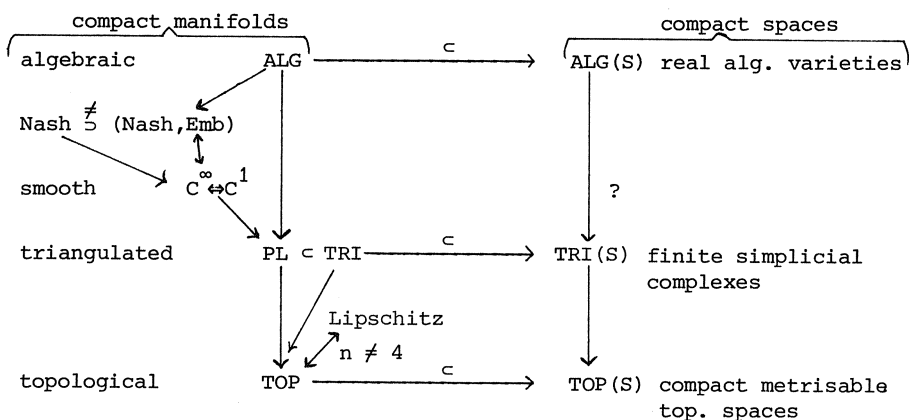 compact manifolds compact spaces
algebraic ALG ⊂ ALG(S) real alg. varieties
Nash ⊋ (Nash,Emb)
smooth C^∞ ⇔ C^1 ?
triangulated PL ⊂ TRI ⊂ TRI(S) finite simplicial
complexes
Lipschitz
n ≠ 4
topological TOP ⊂ TOP(S) compact metrisable
top. spaces